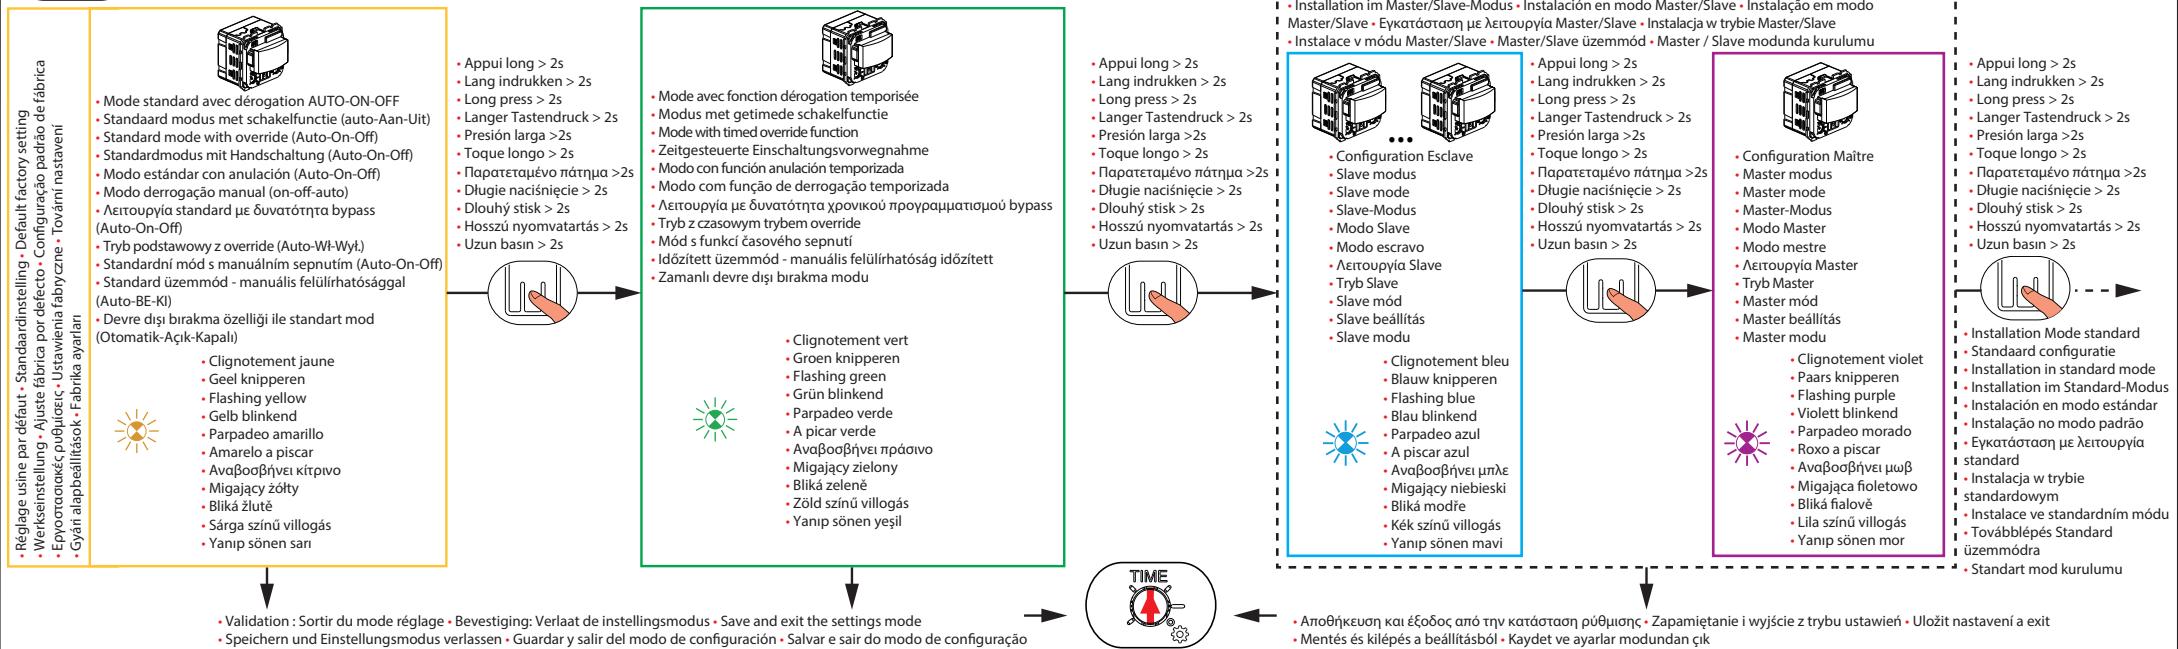 • Réglage usine par défaut • Standaardinstelling • Default factory setting
• Werkseinstellung • Ajuste fábrica por defecto • Configuração padrão de fábrica
• Εργοστασιακές ρυθμίσεις • Ustawienia fabryczne • Tovární nastavení
• Gyári alapbeállítások • Fabrika ayarları
• Mode standard avec dérogation AUTO-ON-OFF
• Standaard modus met schakelfunctie (auto-Aan-Uit)
• Standard mode with override (Auto-On-Off)
• Standardmodus mit Handschaltung (Auto-On-Off)
• Modo estándar con anulación (Auto-On-Off)
• Modo derrogação manual (on-off-auto)
• Λειτουργία standard με δυνατότητα bypass
(Auto-On-Off)
• Tryb podstawowy z override (Auto-Wł-Wył.)
• Standardní mód s manuálním sepnutím (Auto-On-Off)
• Standard üzemmód - manuális felülírhatósággal
(Auto-BE-KI)
• Devre dışı bırakma özelliği ile standart mod
(Otomatik-Açık-Kapalı)
• Clignotement jaune
• Geel knipperen
• Flashing yellow
• Gelb blinkend
• Parpadeo amarillo
• Amarelo a piscar
• Αναβοσβήνει κίτρινο
• Migający żółty
• Bliká žlutě
• Sárga színű villogás
• Yanıp sönen sarı
• Appui long > 2s
• Lang indrukken > 2s
• Long press > 2s
• Langer Tastendruck > 2s
• Presión larga >2s
• Toque longo > 2s
• Παρατεταμένο πάτημα >2s
• Długie naciśnięcie > 2s
• Dlouhý stisk > 2s
• Hosszú nyomvatartás > 2s
• Uzun basın > 2s
• Mode avec fonction dérogation temporisée
• Modus met getimede schakelfunctie
• Mode with timed override function
• Zeitgesteuerte Einschaltungsvorwegnahme
• Modo con función anulación temporizada
• Modo com função de derrogação temporizada
• Λειτουργία με δυνατότητα χρονικού προγραμματισμού bypass
• Tryb z czasowym trybem override
• Mód s funkcí časového sepnutí
• Időzített üzemmód - manuális felülírhatóság időzített
• Zamanlı devre dışı bırakma modu
• Clignotement vert
• Groen knipperen
• Flashing green
• Grün blinkend
• Parpadeo verde
• A picar verde
• Αναβοσβήνει πράσινο
• Migający zielony
• Bliká zeleně
• Zöld színű villogás
• Yanıp sönen yeşil
• Appui long > 2s
• Lang indrukken > 2s
• Long press > 2s
• Langer Tastendruck > 2s
• Presión larga >2s
• Toque longo > 2s
• Παρατεταμένο πάτημα >2s
• Długie naciśnięcie > 2s
• Dlouhý stisk > 2s
• Hosszú nyomvatartás > 2s
• Uzun basın > 2s
• Installation im Master/Slave-Modus • Instalación en modo Master/Slave • Instalação em modo
Master/Slave • Εγκατάσταση με λειτουργία Master/Slave • Instalacja w trybie Master/Slave
• Instalace v módu Master/Slave • Master/Slave üzemmód • Master / Slave modunda kurulumu
• Configuration Esclave
• Slave modus
• Slave mode
• Slave-Modus
• Modo Slave
• Modo escravo
• Λειτουργία Slave
• Tryb Slave
• Slave mód
• Slave beállítás
• Slave modu
• Clignotement bleu
• Blauw knipperen
• Flashing blue
• Blau blinkend
• Parpadeo azul
• A piscar azul
• Αναβοσβήνει μπλε
• Migający niebieski
• Bliká modře
• Kék színű villogás
• Yanıp sönen mavi
• Appui long > 2s
• Lang indrukken > 2s
• Long press > 2s
• Langer Tastendruck > 2s
• Presión larga >2s
• Toque longo > 2s
• Παρατεταμένο πάτημα >2s
• Długie naciśnięcie > 2s
• Dlouhý stisk > 2s
• Hosszú nyomvatartás > 2s
• Uzun basın > 2s
• Configuration Maître
• Master modus
• Master mode
• Master-Modus
• Modo Master
• Modo mestre
• Λειτουργία Master
• Tryb Master
• Master mód
• Master beállítás
• Master modu
• Clignotement violet
• Paars knipperen
• Flashing purple
• Violett blinkend
• Parpadeo morado
• Roxo a piscar
• Αναβοσβήνει μωβ
• Migająca fioletowo
• Bliká fialově
• Lila színű villogás
• Yanıp sönen mor
• Appui long > 2s
• Lang indrukken > 2s
• Long press > 2s
• Langer Tastendruck > 2s
• Presión larga >2s
• Toque longo > 2s
• Παρατεταμένο πάτημα >2s
• Długie naciśnięcie > 2s
• Dlouhý stisk > 2s
• Hosszú nyomvatartás > 2s
• Uzun basın > 2s
• Installation Mode standard
• Standaard configuratie
• Installation in standard mode
• Installation im Standard-Modus
• Instalación en modo estándar
• Instalação no modo padrão
• Εγκατάσταση με λειτουργία
standard
• Instalacja w trybie
standardowym
• Instalace ve standardním módu
• Továbblépés Standard
üzemmódra
• Standart mod kurulumu
• Validation : Sortir du mode réglage • Bevestiging: Verlaat de instellingsmodus • Save and exit the settings mode
• Speichern und Einstellungsmodus verlassen • Guardar y salir del modo de configuración • Salvar e sair do modo de configuração
TIME
• Αποθήκευση και έξοδος από την κατάσταση ρύθμισης • Zapamiętanie i wyjście z trybu ustawień • Uložit nastavení a exit
• Mentés és kilépés a beállításból • Kaydet ve ayarlar modundan çık